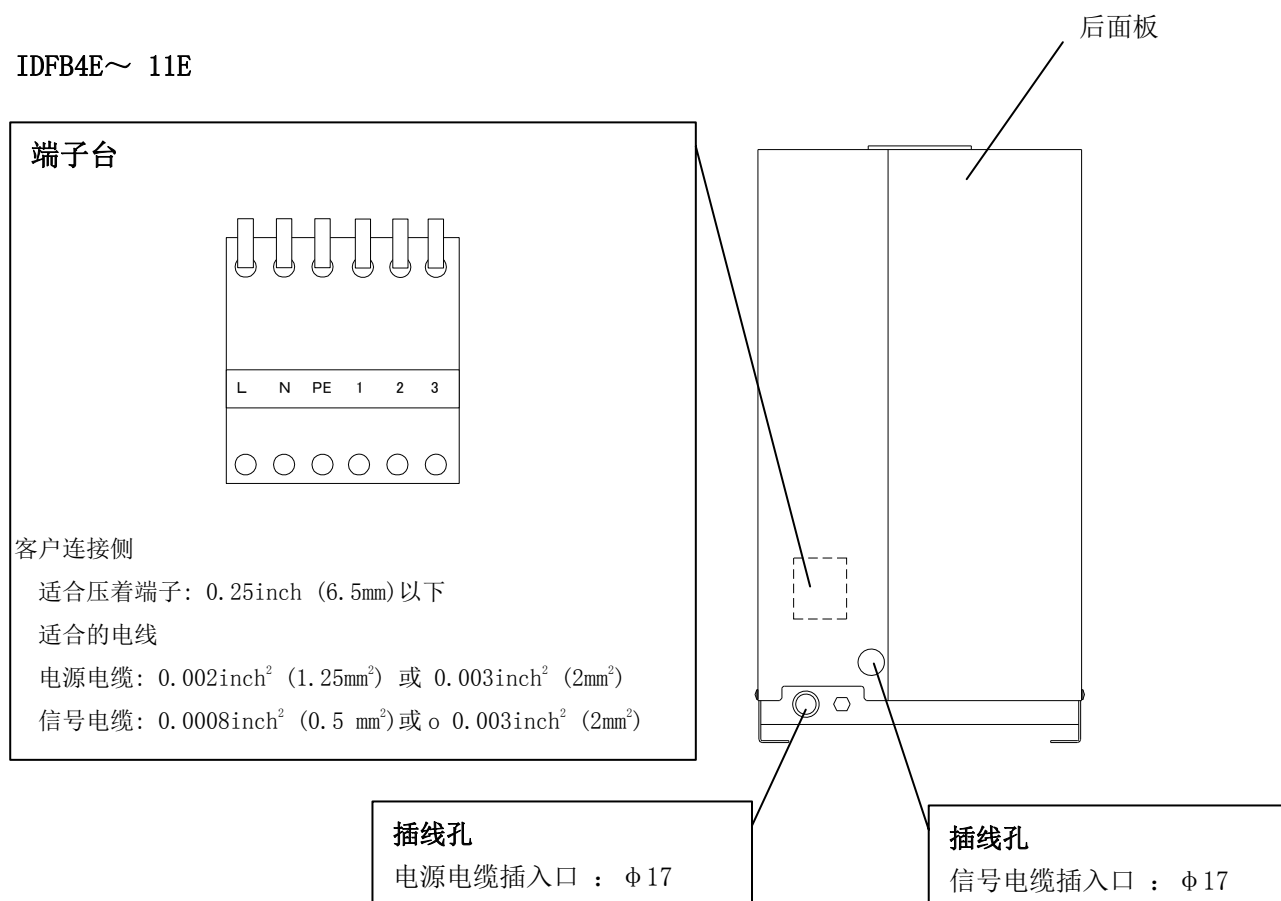 后面板
IDFB4E～ 11E
端子台
L N PE 1 2 3
客户连接侧
适合压着端子: 0.25inch (6.5mm)以下
适合的电线
电源电缆: 0.002inch² (1.25mm²) 或 0.003inch² (2mm²)
信号电缆: 0.0008inch² (0.5 mm²)或 o 0.003inch² (2mm²)
插线孔
电源电缆插入口 ： φ17
插线孔
信号电缆插入口 ： φ17